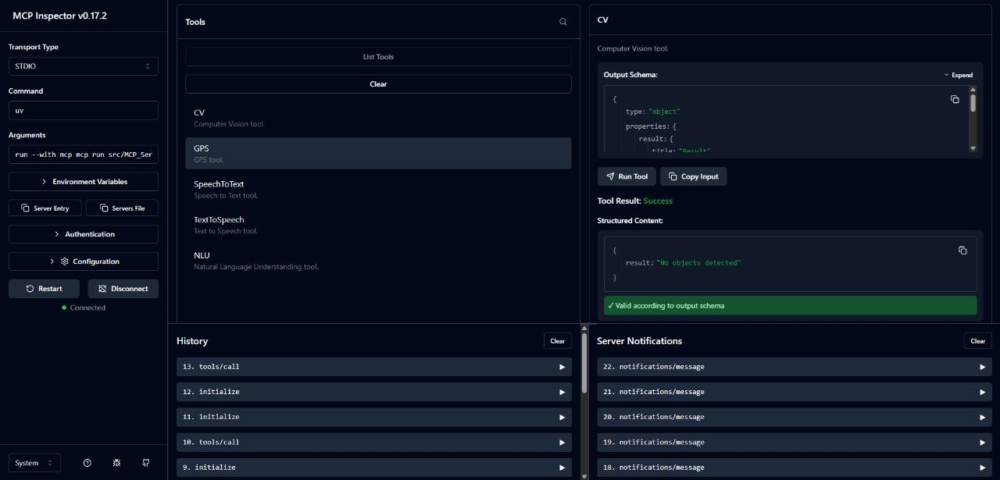 MCP Inspector v0.17.2
Transport Type
STDIO
Command
uv
Arguments
run --with mcp mcp run src/MCP_Ser
Environment Variables
Server Entry
Servers File
Authentication
Configuration
Restart
Disconnect
Connected
System
Tools
List Tools
Clear
CV
Computer Vision tool.
GPS
GPS tool.
SpeechToText
Speech to Text tool.
TextToSpeech
Text to Speech tool.
NLU
Natural Language Understanding tool.
CV
Computer Vision tool.
Output Schema:
Expand
{
type: "object"
properties: {
result: {
title: "Result"
Run Tool
Copy Input
Tool Result: Success
Structured Content:
{
result: "No objects detected"
}
✓ Valid according to output schema
History
Clear
13. tools/call
12. initialize
11. initialize
10. tools/call
9. initialize
Server Notifications
Clear
22. notifications/message
21. notifications/message
20. notifications/message
19. notifications/message
18. notifications/message